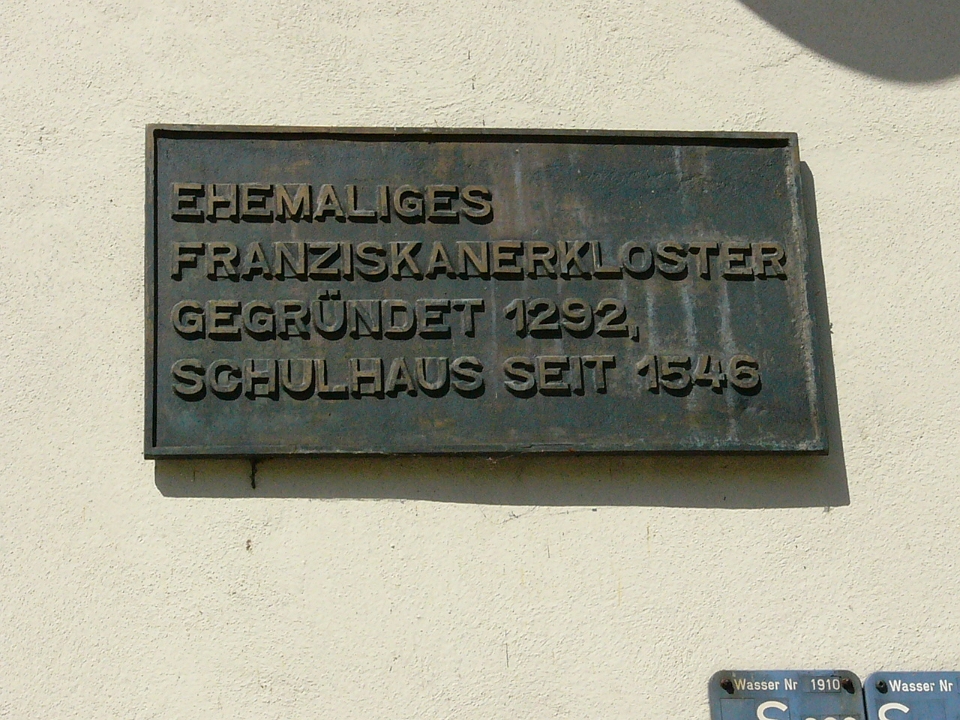 EHEMALIGES
FRANZISKANERKLOSTER
GEGRÜNDET 1292,
SCHULHAUS SEIT 1546
Wasser Nr 1910
S
Wasser Nr
S